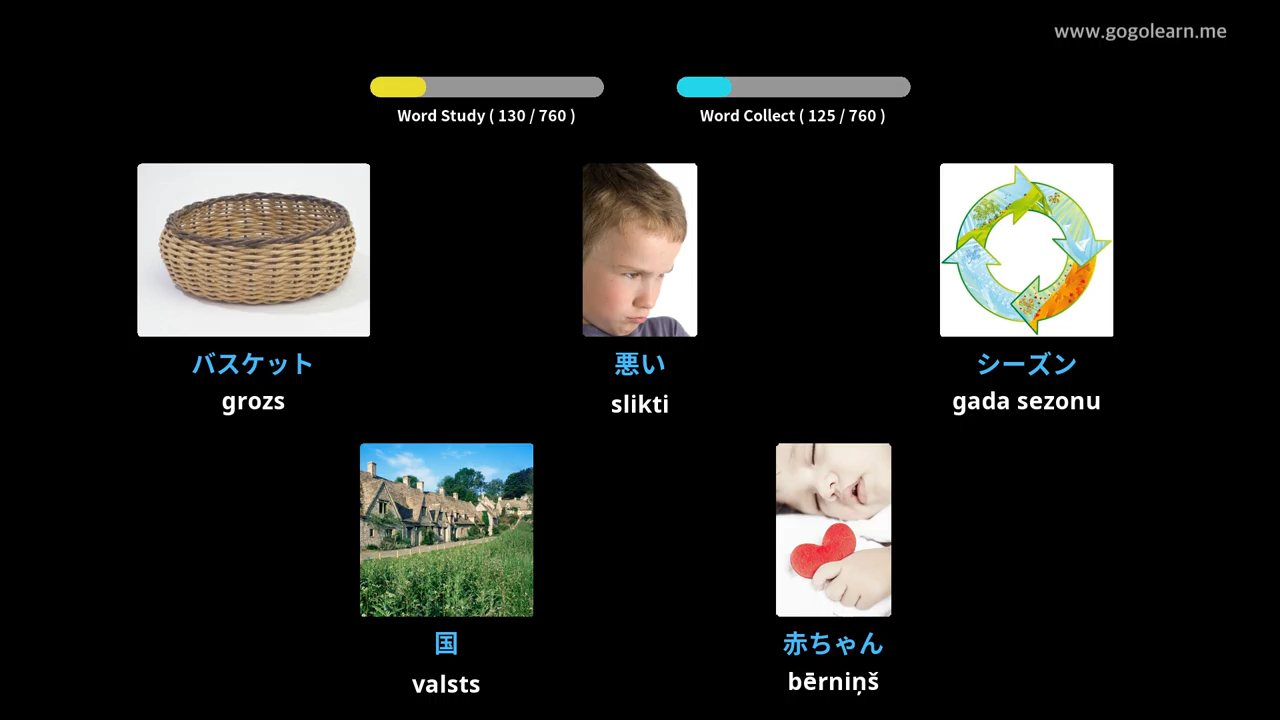 www.gogolearn.me
Word Study ( 130 / 760 )
Word Collect ( 125 / 760 )
バスケット
grozs
悪い
slikti
シーズン
gada sezonu
国
valsts
赤ちゃん
bērniņš